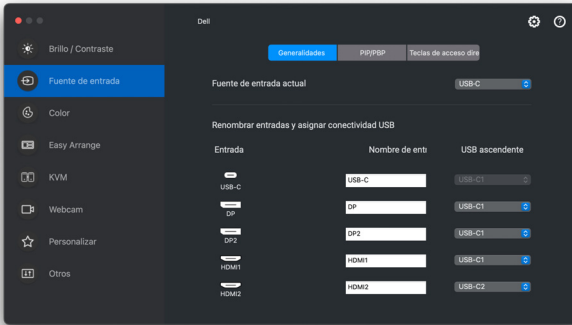 Dell
Brillo / Contraste
Fuente de entrada
Color
Easy Arrange
KVM
Webcam
Personalizar
Otros
Generalidades PIP/PBP Teclas de acceso dire
Fuente de entrada actual USB-C
Renombrar entradas y asignar conectividad USB
Entrada Nombre de enti USB ascendente
USB-C USB-C USB-C1
DP DP USB-C1
DP2 DP2 USB-C1
HDMI1 HDMI1 USB-C1
HDMI2 HDMI2 USB-C2